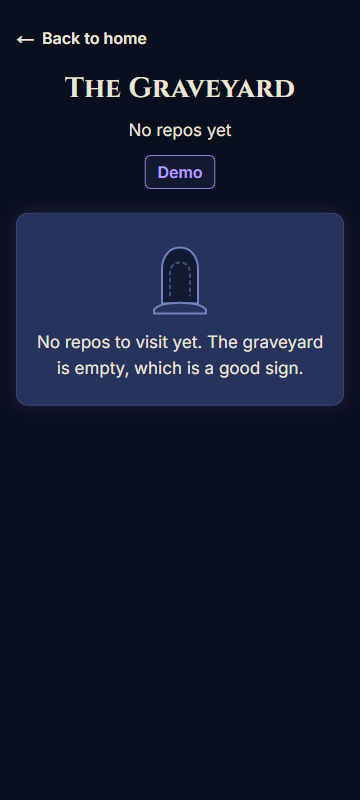 ← Back to home
The Graveyard
No repos yet
Demo
No repos to visit yet. The graveyard
is empty, which is a good sign.